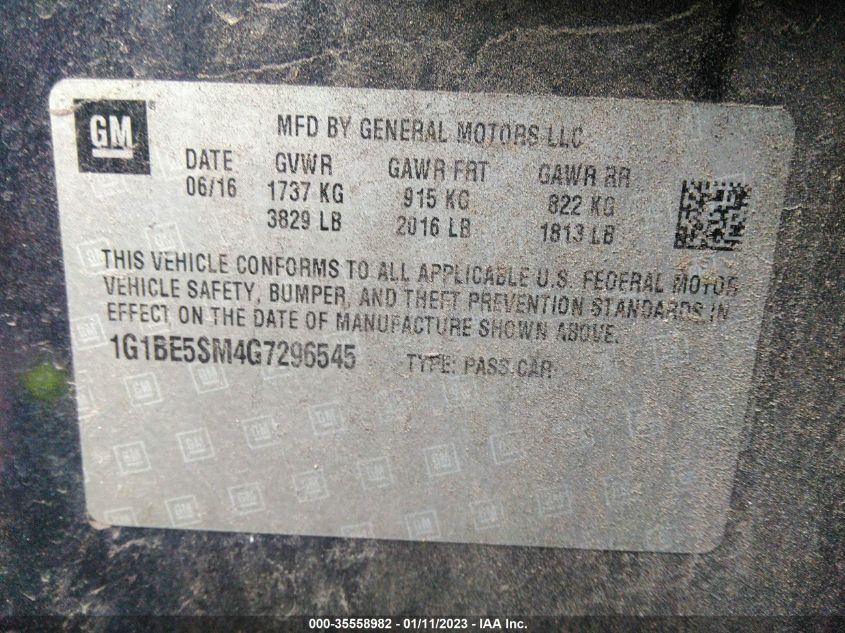 GM ®
MFD BY GENERAL MOTORS LLC
DATE GVWR GAWR FRT GAWR RR
06/16 1737 KG 915 KG 822 KG
3829 LB 2016 LB 1813 LB
THIS VEHICLE CONFORMS TO ALL APPLICABLE U.S. FEDERAL MOTOR
VEHICLE SAFETY, BUMPER, AND THEFT PREVENTION STANDARDS IN
EFFECT ON THE DATE OF MANUFACTURE SHOWN ABOVE.
1G1BE5SM4G7296545 TYPE: PASS CAR
000-35558982 - 01/11/2023 - IAA Inc.